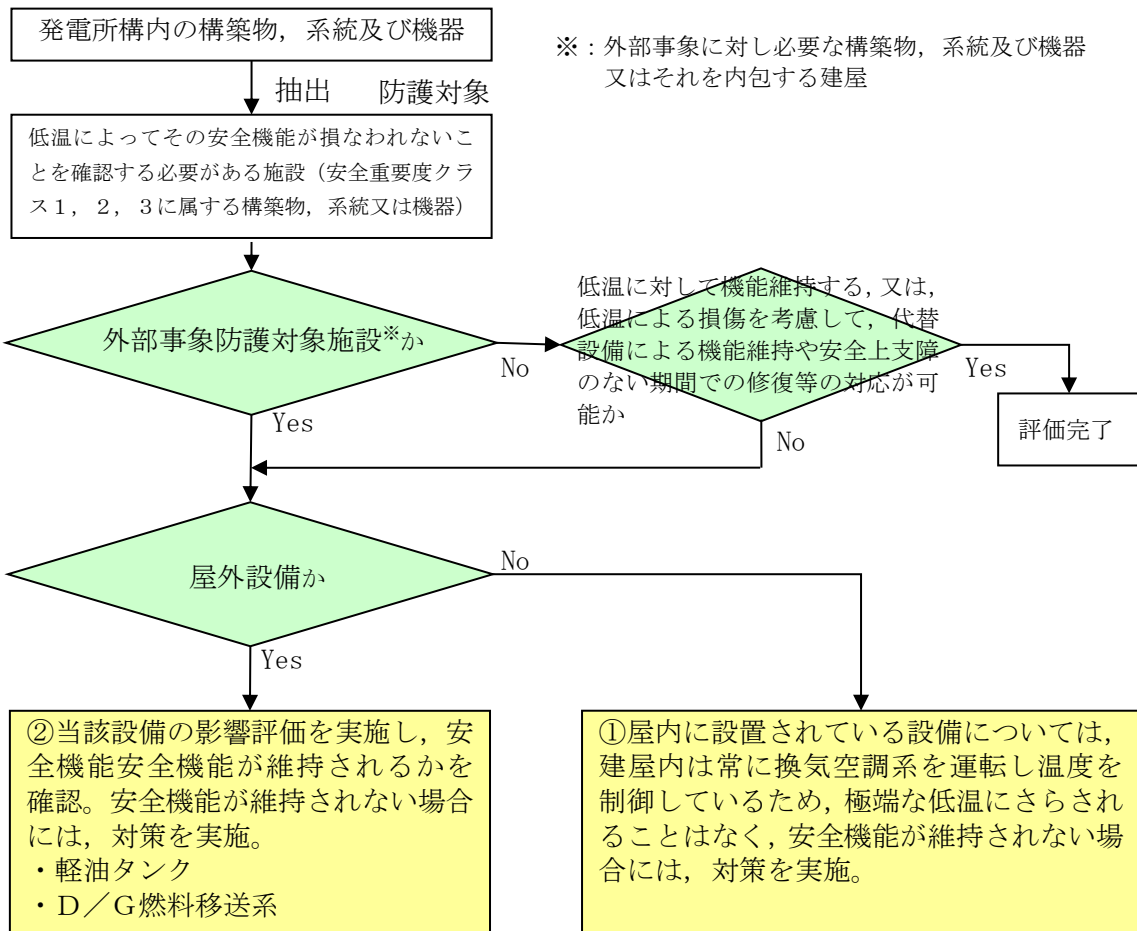 発電所構内の構築物，系統及び機器
※：外部事象に対し必要な構築物，系統及び機器
又はそれを内包する建屋
抽出　防護対象
低温によってその安全機能が損なわれないこ
とを確認する必要がある施設（安全重要度クラ
ス１，２，３に属する構築物，系統又は機器）
外部事象防護対象施設※か
No
低温に対して機能維持する，又は，
低温による損傷を考慮して，代替
設備による機能維持や安全上支障
のない期間での修復等の対応が可
能か
Yes
評価完了
Yes
No
屋外設備か
No
Yes
②当該設備の影響評価を実施し，安
全機能安全機能が維持されるかを
確認。安全機能が維持されない場合
には，対策を実施。
・軽油タンク
・Ｄ／Ｇ燃料移送系
①屋内に設置されている設備については，
建屋内は常に換気空調系を運転し温度を
制御しているため，極端な低温にさらされ
ることはなく，安全機能が維持されない場
合には，対策を実施。